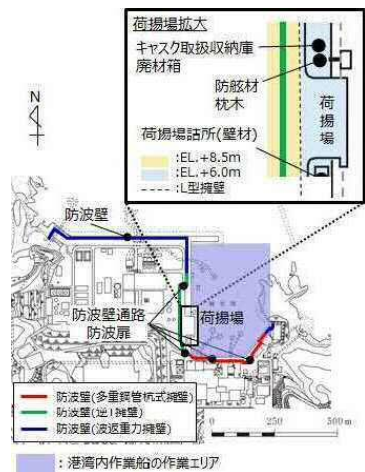 荷揚場拡大
キャスク取扱収納庫
廃材箱
防舷材
枕木
荷揚場
荷揚場詰所(壁材)
:EL.+8.5m
:EL.+6.0m
:L型擁壁
N
防波壁
防波壁通路
防波扉
荷揚場
防波壁(多重鋼管杭式擁壁)
防波壁(逆T擁壁)
防波壁(波返重力擁壁)
0 250 500 m
:港湾内作業船の作業エリア